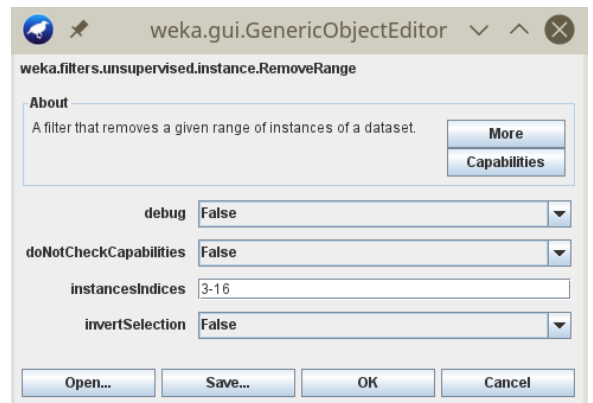 weka.gui.GenericObjectEditor
weka.filters.unsupervised.instance.RemoveRange
About
A filter that removes a given range of instances of a dataset.
More
Capabilities
debug False
doNotCheckCapabilities False
instancesIndices 3-16
invertSelection False
Open... Save... OK Cancel